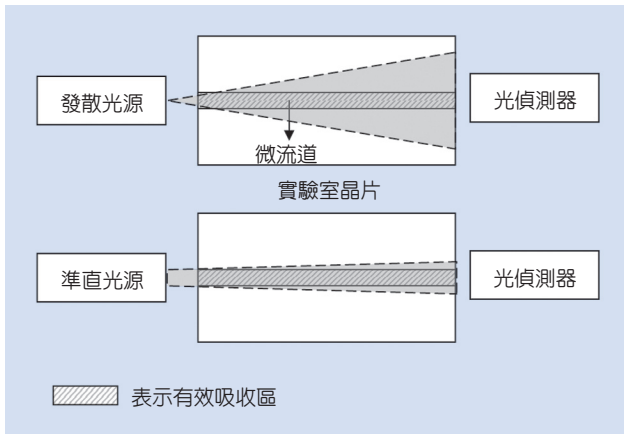 發散光源
光偵測器
微流道
實驗室晶片
準直光源
光偵測器
表示有效吸收區